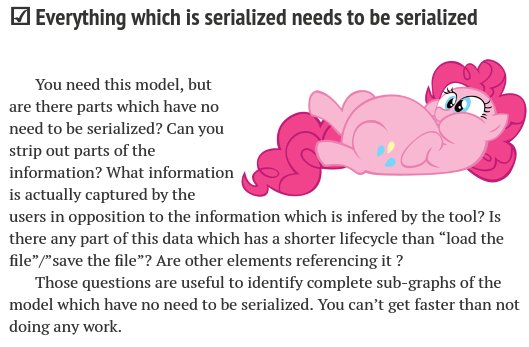 ☑ Everything which is serialized needs to be serialized
You need this model, but
are there parts which have no
need to be serialized? Can you
strip out parts of the
information? What information
is actually captured by the
users in opposition to the information which is infered by the tool? Is
there any part of this data which has a shorter lifecycle than “load the
file”/”save the file”? Are other elements referencing it ?
Those questions are useful to identify complete sub-graphs of the
model which have no need to be serialized. You can’t get faster than not
doing any work.